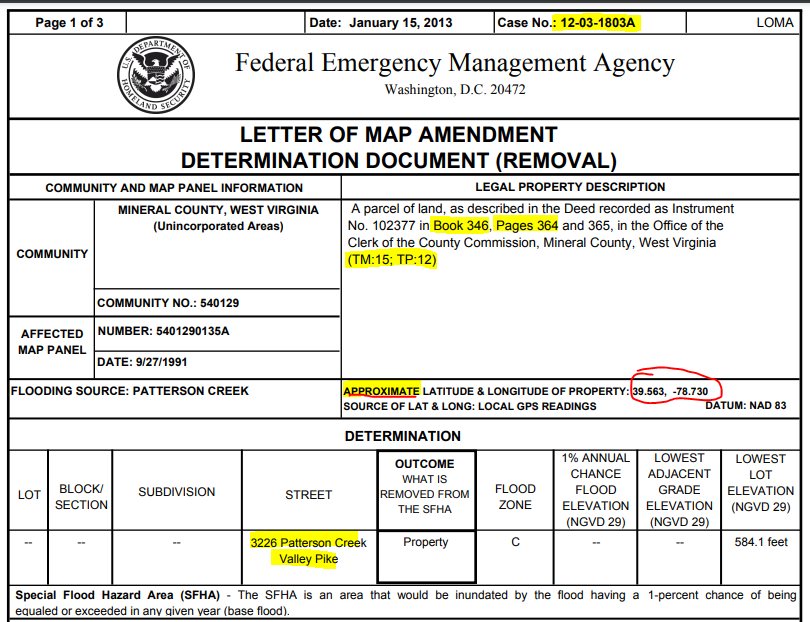 Page 1 of 3
Date: January 15, 2013
Case No.: 12-03-1803A
LOMA
U.S. DEPARTMENT OF HOMELAND SECURITY
Federal Emergency Management Agency
Washington, D.C. 20472
LETTER OF MAP AMENDMENT
DETERMINATION DOCUMENT (REMOVAL)
COMMUNITY AND MAP PANEL INFORMATION
LEGAL PROPERTY DESCRIPTION
COMMUNITY
MINERAL COUNTY, WEST VIRGINIA
(Unincorporated Areas)
COMMUNITY NO.: 540129
A parcel of land, as described in the Deed recorded as Instrument
No. 102377 in Book 346, Pages 364 and 365, in the Office of the
Clerk of the County Commission, Mineral County, West Virginia
(TM:15; TP:12)
AFFECTED
MAP PANEL
NUMBER: 5401290135A
DATE: 9/27/1991
FLOODING SOURCE: PATTERSON CREEK
APPROXIMATE LATITUDE & LONGITUDE OF PROPERTY: 39.563, -78.730
SOURCE OF LAT & LONG: LOCAL GPS READINGS
DATUM: NAD 83
DETERMINATION
LOT
BLOCK/
SECTION
SUBDIVISION
STREET
OUTCOME
WHAT IS
REMOVED FROM
THE SFHA
FLOOD
ZONE
1% ANNUAL
CHANCE
FLOOD
ELEVATION
(NGVD 29)
LOWEST
ADJACENT
GRADE
ELEVATION
(NGVD 29)
LOWEST
LOT
ELEVATION
(NGVD 29)
--
--
--
3226 Patterson Creek
Valley Pike
Property
C
--
--
584.1 feet
Special Flood Hazard Area (SFHA) - The SFHA is an area that would be inundated by the flood having a 1-percent chance of being
equaled or exceeded in any given year (base flood).